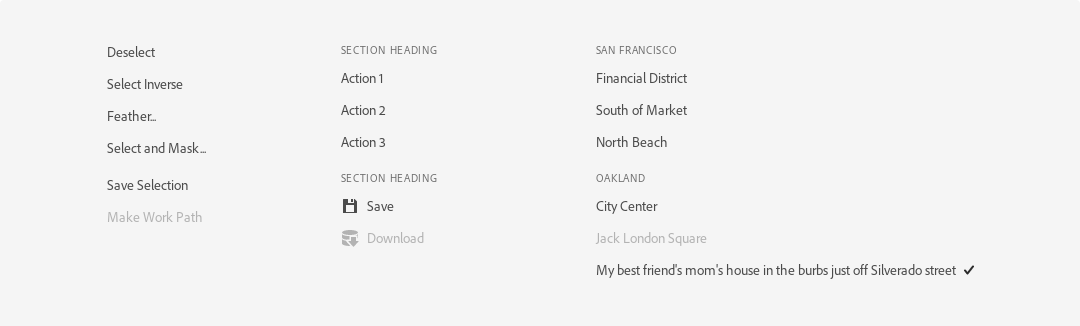 Deselect
Select Inverse
Feather...
Select and Mask...
Save Selection
Make Work Path
SECTION HEADING
Action 1
Action 2
Action 3
SECTION HEADING
Save
Download
SAN FRANCISCO
Financial District
South of Market
North Beach
OAKLAND
City Center
Jack London Square
My best friend's mom's house in the burbs just off Silverado street